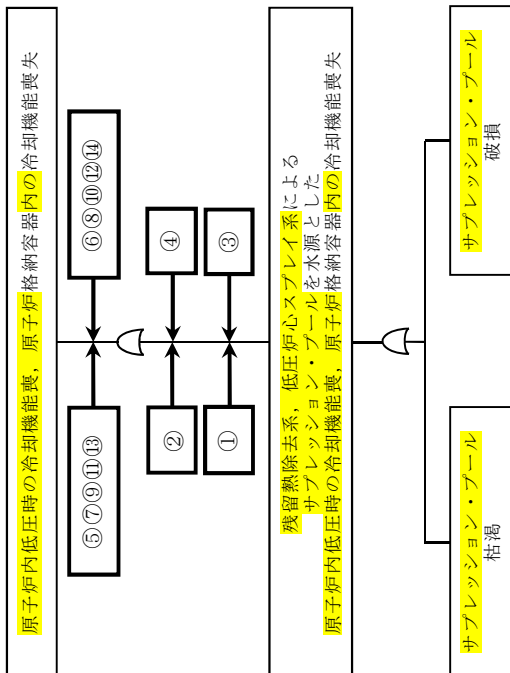 原子炉内低圧時の冷却機能喪，原子炉格納容器内の冷却機能喪失
⑤⑦⑨⑪⑬
⑥⑧⑩⑫⑭
②
④
①
③
残留熱除去系，低圧炉心スプレイ系による
サプレッション・プールを水源とした
原子炉内低圧時の冷却機能喪，原子炉格納容器内の冷却機能喪失
サプレッション・プール
枯渇
サプレッション・プール
破損